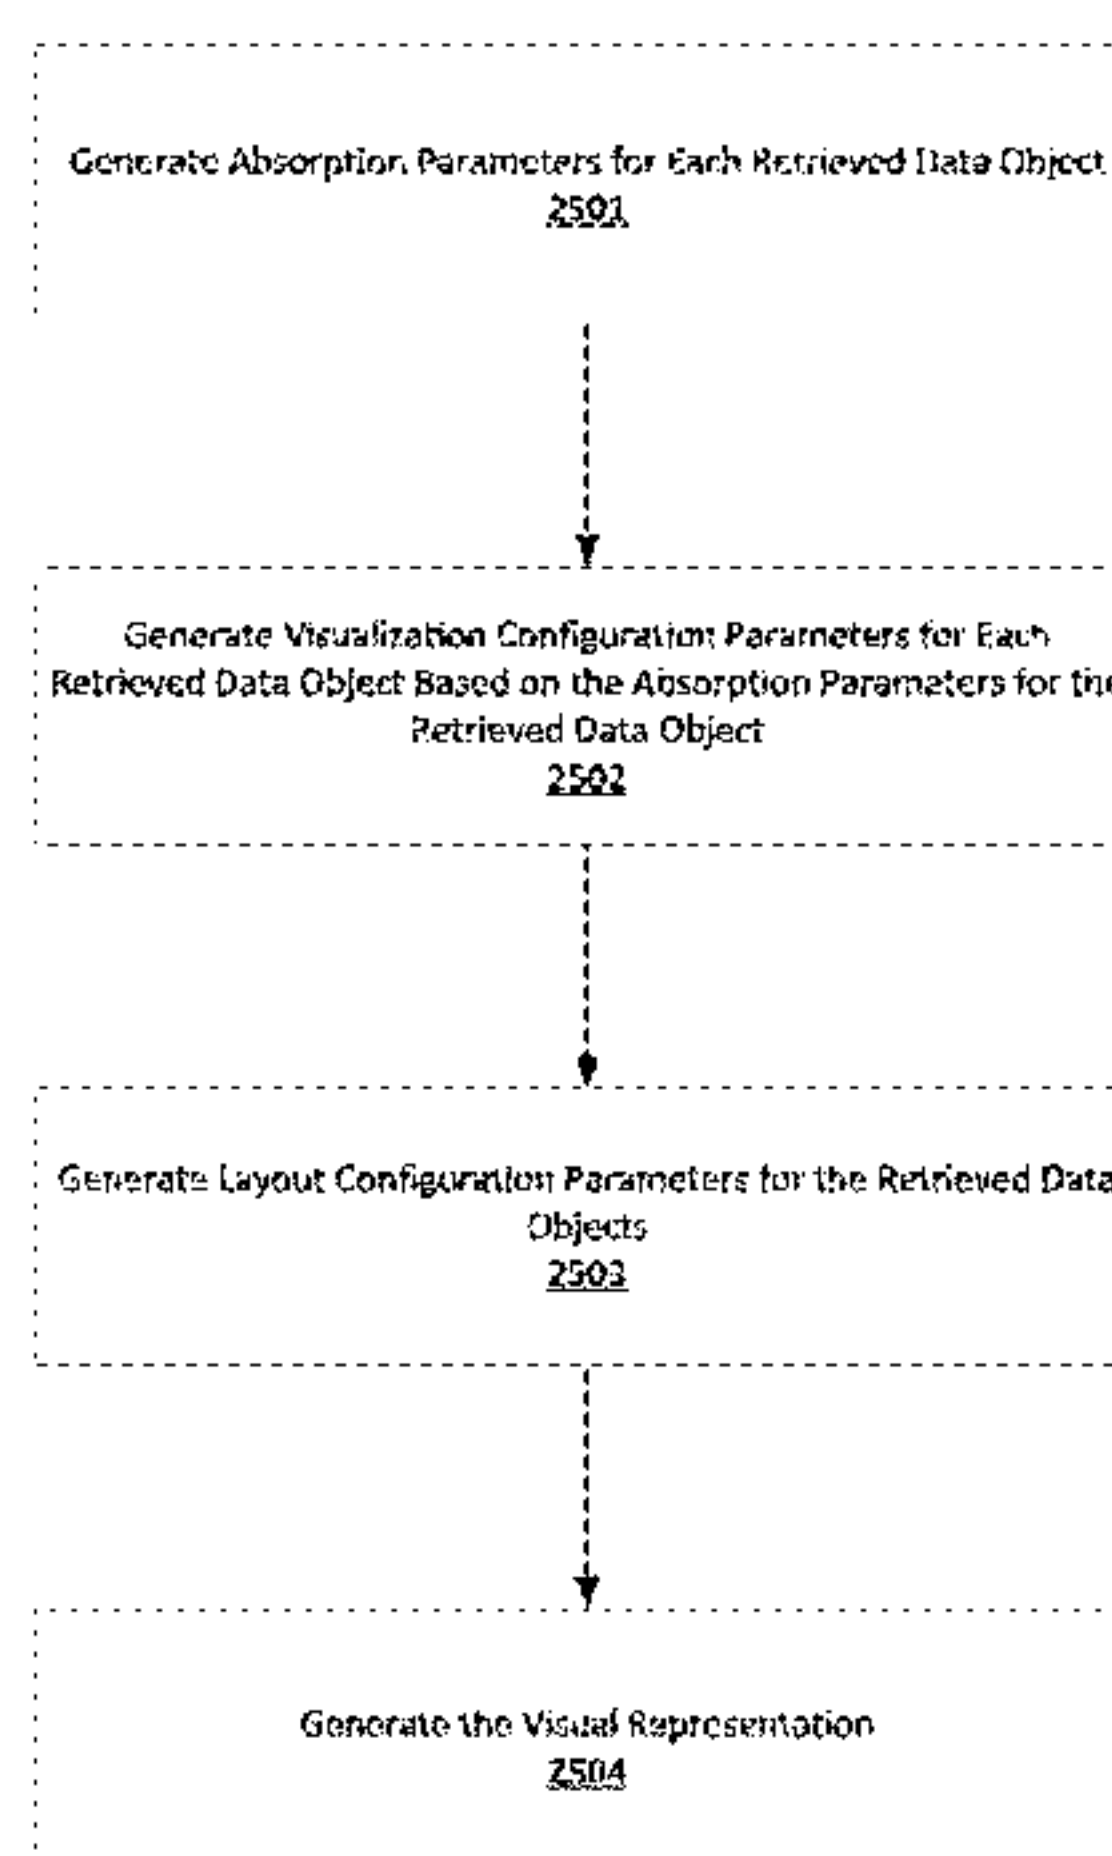 Generate Absorption Parameters for Each Retrieved Data Object
2501
Generate Visualization Configuration Parameters for Each
Retrieved Data Object Based on the Absorption Parameters for the
Retrieved Data Object
2502
Generate Layout Configuration Parameters for the Retrieved Data
Objects
2503
Generate the Visual Representation
2504